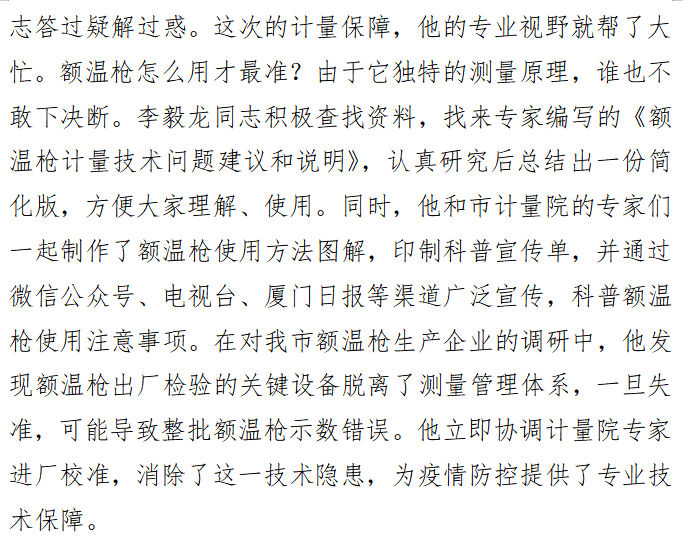 志答过疑解过惑。这次的计量保障，他的专业视野就帮了大
忙。额温枪怎么用才最准？由于它独特的测量原理，谁也不
敢下决断。李毅龙同志积极查找资料，找来专家编写的《额
温枪计量技术问题建议和说明》，认真研究后总结出一份简
化版，方便大家理解、使用。同时，他和市计量院的专家们
一起制作了额温枪使用方法图解，印制科普宣传单，并通过
微信公众号、电视台、厦门日报等渠道广泛宣传，科普额温
枪使用注意事项。在对我市额温枪生产企业的调研中，他发
现额温枪出厂检验的关键设备脱离了测量管理体系，一旦失
准，可能导致整批额温枪示数错误。他立即协调计量院专家
进厂校准，消除了这一技术隐患，为疫情防控提供了专业技
术保障。